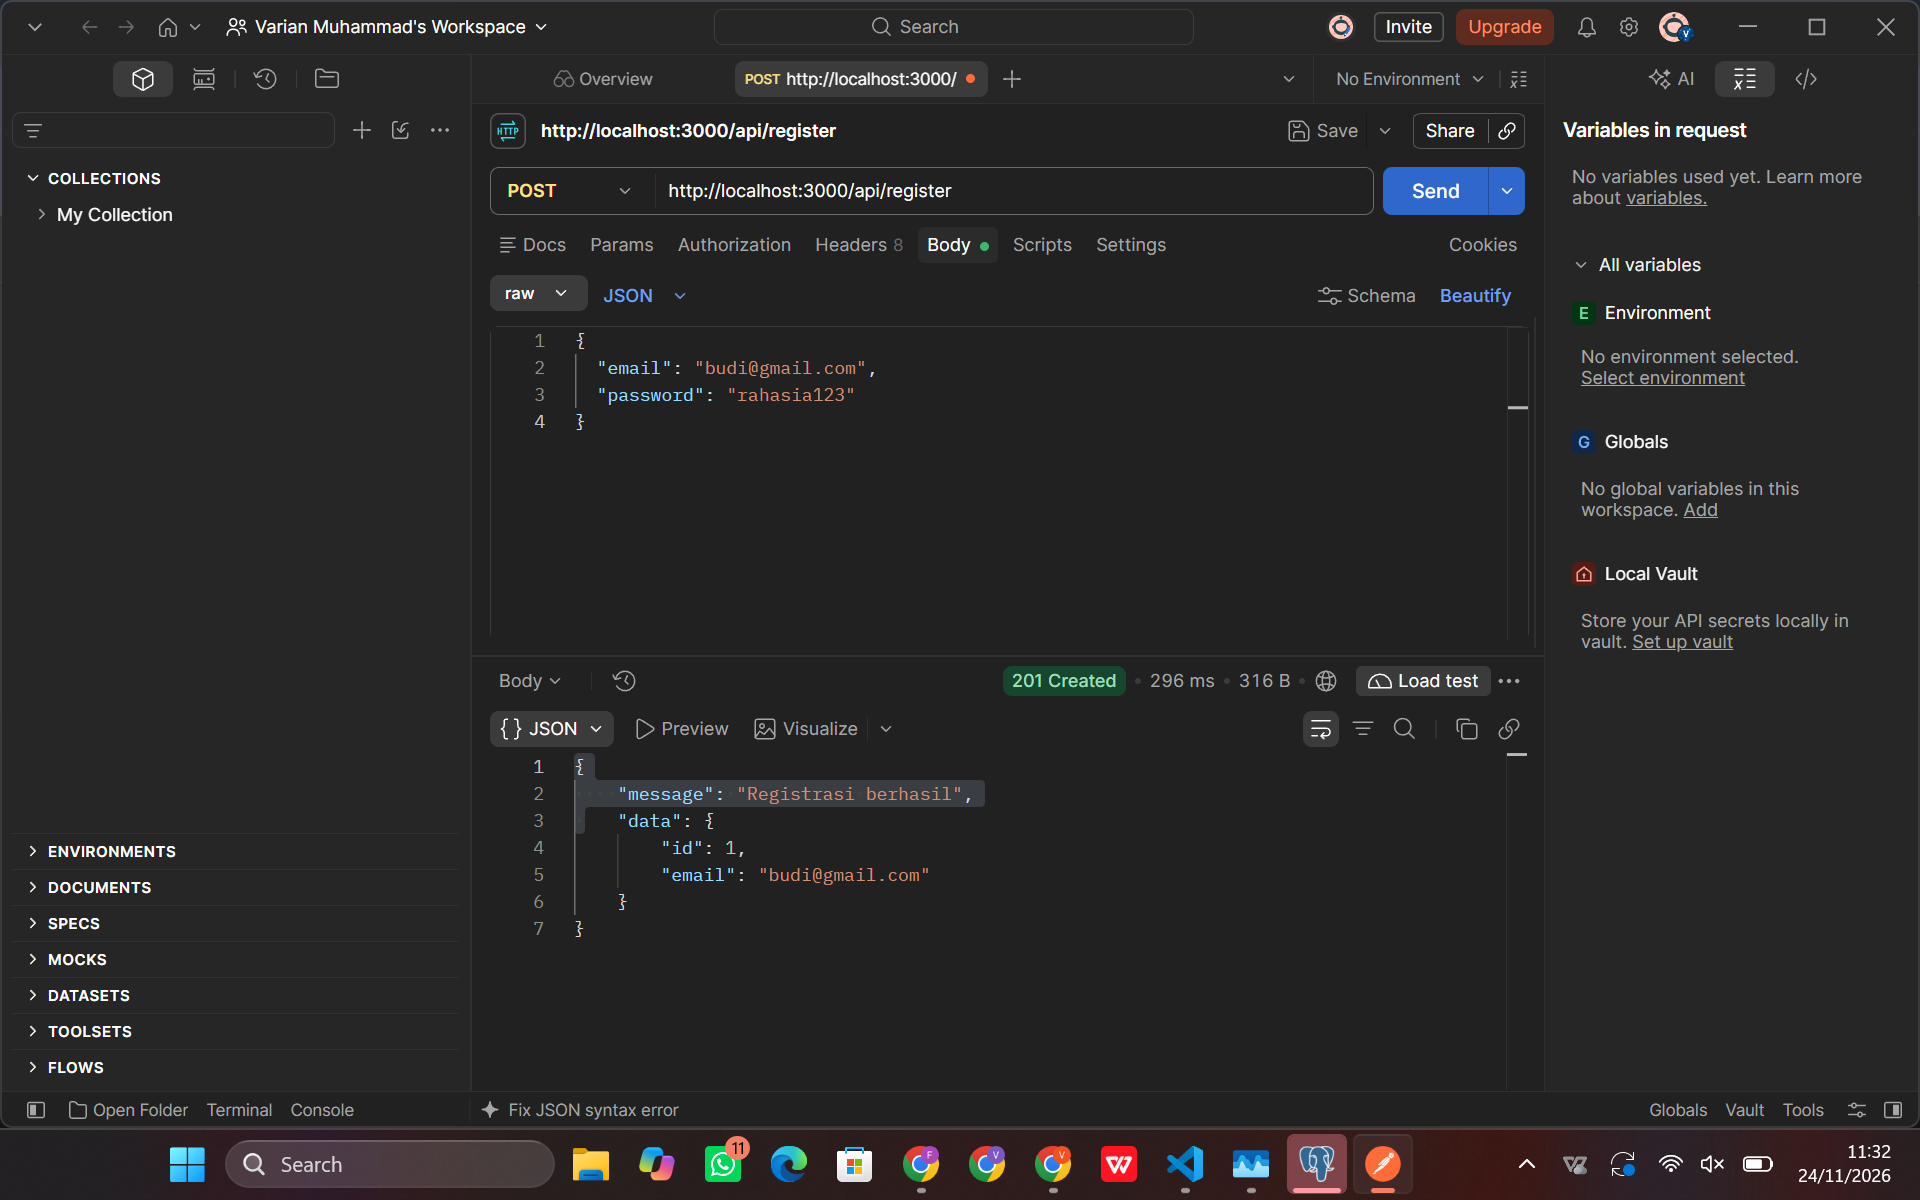 Varian Muhammad's Workspace
Search
Invite
Upgrade
V
Overview
POST http://localhost:3000/
No Environment
AI
HTTP
http://localhost:3000/api/register
Save
Share
Variables in request
No variables used yet. Learn more
about variables.
COLLECTIONS
My Collection
POST
http://localhost:3000/api/register
Send
Docs
Params
Authorization
Headers 8
Body
Scripts
Settings
Cookies
raw
JSON
Schema
Beautify
All variables
E Environment
No environment selected.
Select environment
G Globals
No global variables in this
workspace. Add
Local Vault
Store your API secrets locally in
vault. Set up vault
1 {
2 "email": "budi@gmail.com",
3 "password": "rahasia123"
4 }
Body
201 Created
296 ms
316 B
Load test
{} JSON
Preview
Visualize
1 {
2 "message": "Registrasi berhasil",
3 "data": {
4 "id": 1,
5 "email": "budi@gmail.com"
6 }
7 }
ENVIRONMENTS
DOCUMENTS
SPECS
MOCKS
DATASETS
TOOLSETS
FLOWS
Open Folder
Terminal
Console
Fix JSON syntax error
Globals
Vault
Tools
Search
11
F
V
V
W
11:32
24/11/2026